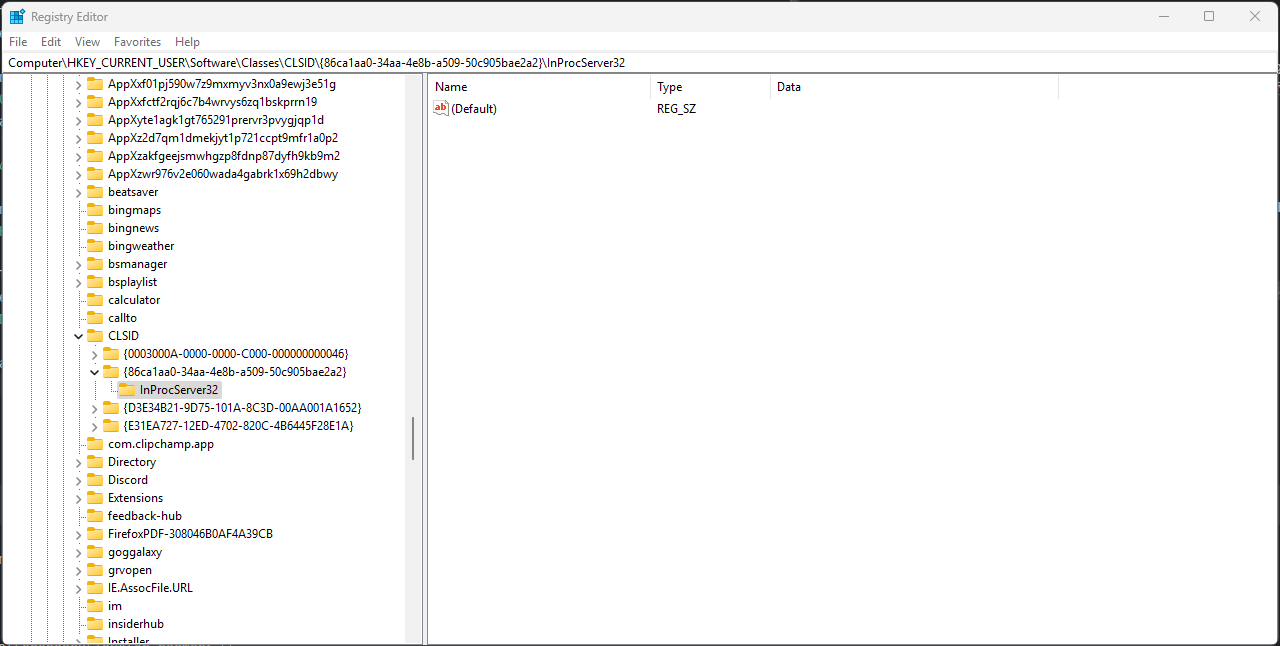 Registry Editor
File Edit View Favorites Help
Computer\HKEY_CURRENT_USER\Software\Classes\CLSID\{86ca1aa0-34aa-4e8b-a509-50c905bae2a2}\InProcServer32
AppXxf01pj590w7z9mxmyv3nx0a9ewj3e51g
AppXxfctf2rqj6c7b4wrvys6zq1bskprrn19
AppXyte1agk1gt765291prervr3pvygjqp1d
AppXz2d7qm1dmekjyt1p721ccpt9mfr1a0p2
AppXzakfgeejsmwhgzp8fdnp87dyfh9kb9m2
AppXzwr976v2e060wada4gabrk1x69h2dbwy
beatsaver
bingmaps
bingnews
bingweather
bsmanager
bsplaylist
calculator
callto
CLSID
{0003000A-0000-0000-C000-000000000046}
{86ca1aa0-34aa-4e8b-a509-50c905bae2a2}
InProcServer32
{D3E34B21-9D75-101A-8C3D-00AA001A1652}
{E31EA727-12ED-4702-820C-4B6445F28E1A}
com.clipchamp.app
Directory
Discord
Extensions
feedback-hub
FirefoxPDF-308046B0AF4A39CB
goggalaxy
grvopen
IE.AssocFile.URL
im
insiderhub
Installer
Name Type Data
ab (Default) REG_SZ